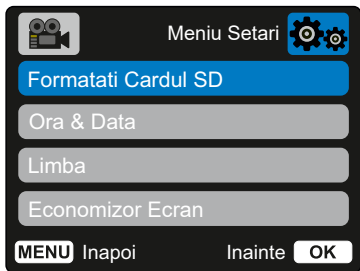 Meniu Setari
Formatati Cardul SD
Ora & Data
Limba
Economizor Ecran
MENU Inapoi Inainte OK